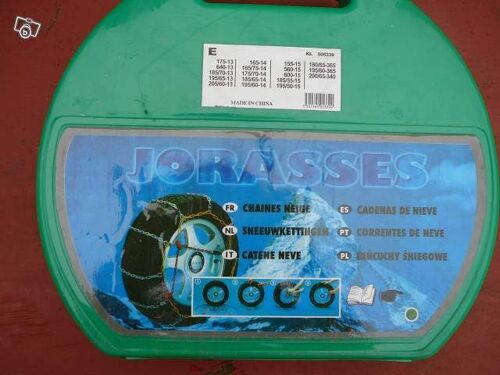 E
KL 506339
175-13 165-14 155-15 180/65-365
640-13 165/75-14 560-15 195/60-365
185/70-13 175/70-14 600-15 200/65-340
195/65-13 185/65-14 185/55-15
205/60-13 195/60-14 195/50-15
MADE IN CHINA
JORASSES
FR CHAINES NEIGE
NL SNEEUWKETTINGEN
IT CATENE NEVE
ES CADENAS DE NIEVE
PT CORRENTES DE NEVE
PL ŁAŃCUCHY ŚNIEGOWE